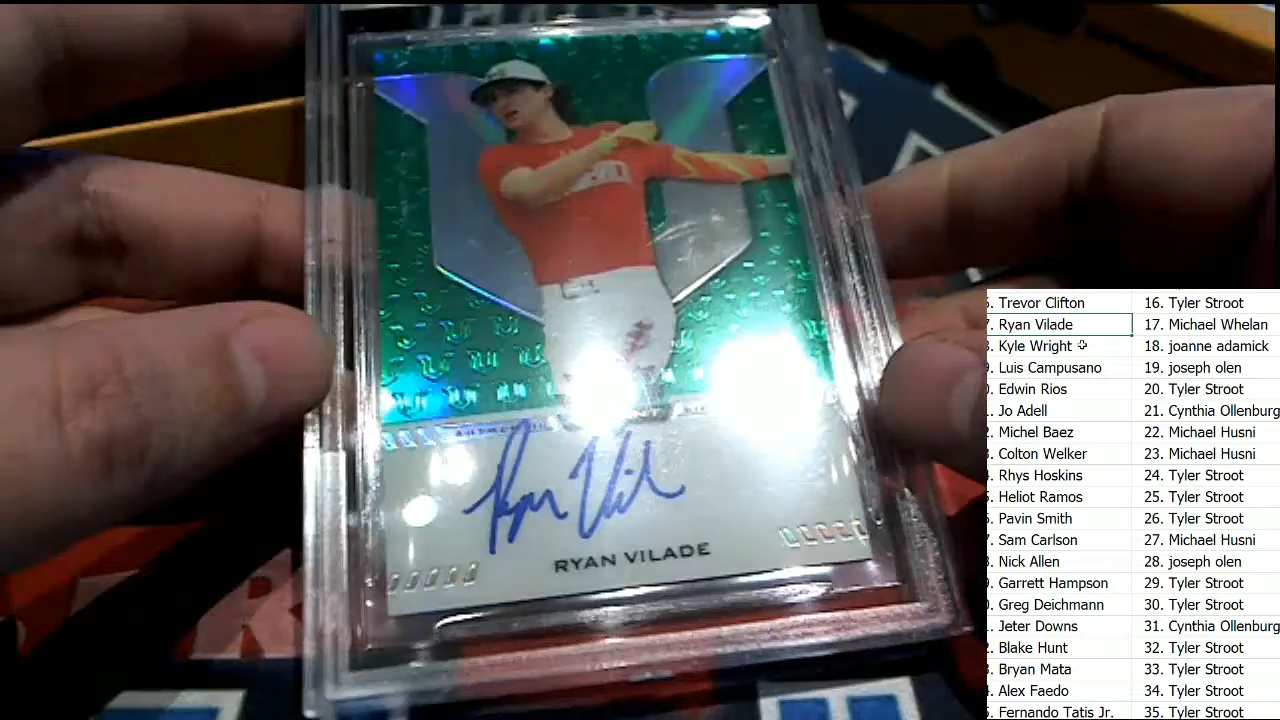 Ryan Vilade
RYAN VILADE
. Trevor Clifton 16. Tyler Stroot
7. Ryan Vilade 17. Michael Whelan
. Kyle Wright 18. joanne adamick
. Luis Campusano 19. joseph olen
. Edwin Rios 20. Tyler Stroot
. Jo Adell 21. Cynthia Ollenburg
. Michel Baez 22. Michael Husni
. Colton Welker 23. Michael Husni
. Rhys Hoskins 24. Tyler Stroot
. Heliot Ramos 25. Tyler Stroot
. Pavin Smith 26. Tyler Stroot
. Sam Carlson 27. Michael Husni
. Nick Allen 28. joseph olen
. Garrett Hampson 29. Tyler Stroot
. Greg Deichmann 30. Tyler Stroot
. Jeter Downs 31. Cynthia Ollenburg
. Blake Hunt 32. Tyler Stroot
. Bryan Mata 33. Tyler Stroot
. Alex Faedo 34. Tyler Stroot
. Fernando Tatis Jr. 35. Tyler Stroot